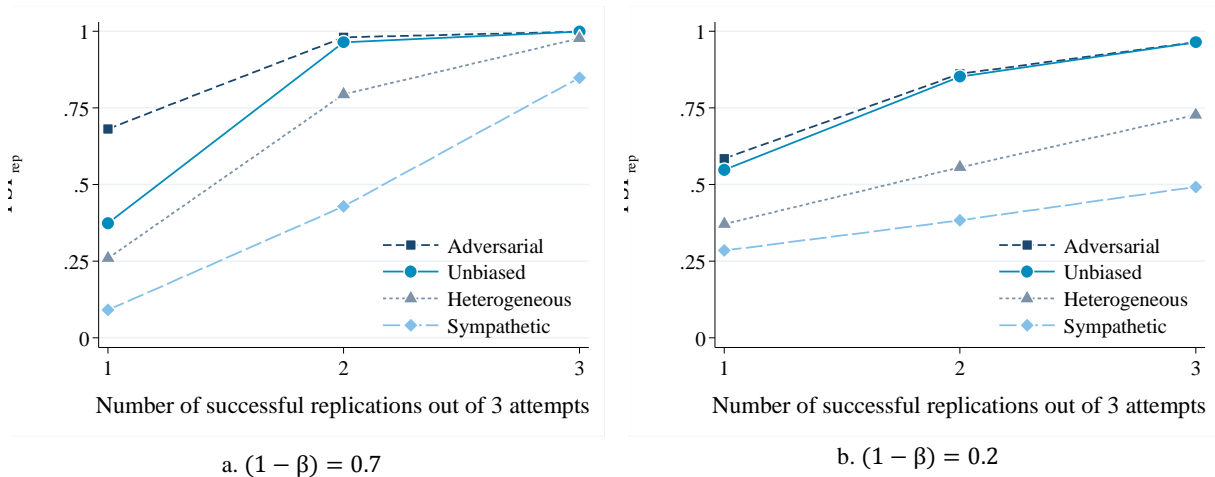 1
.75
.5
.25
0
Adversarial
Unbiased
Heterogeneous
Sympathetic
1 2 3
Number of successful replications out of 3 attempts
a. (1 − β) = 0.7
rep
1
.75
.5
.25
0
Adversarial
Unbiased
Heterogeneous
Sympathetic
1 2 3
Number of successful replications out of 3 attempts
b. (1 − β) = 0.2
rep